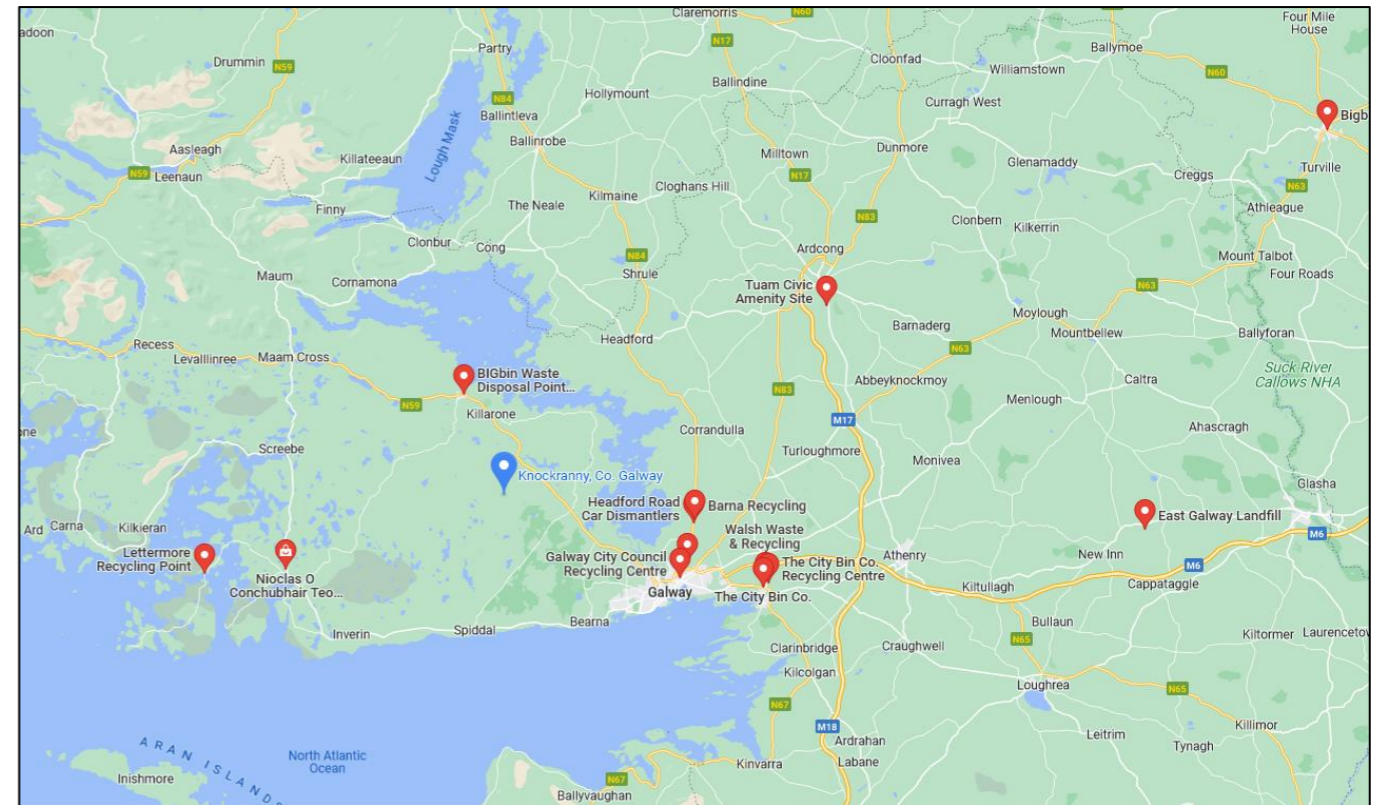 Claremorris
N60
Four Mile
House
adoon
Partry
N17
Ballymoe
Drummin
N59
Cloonfad
Williamstown
N60
Ballindine
Hollymount
N84
Ballintleva
Curragh West
Bigb
Lough Mask
Ballinrobe
Aasleagh
Killateeaun
Milltown
Dunmore
Glenamaddy
Turville
N59
Leenaun
N17
Creggs
N63
Cloghans Hill
Kilmaine
The Neale
Finny
Athleague
N83
Clonbern
Kilkerrin
Clonbur
Cong
Ardcong
N84
Mount Talbot
Shrule
Four Roads
Maum
Cornamona
Tuam Civic
Amenity Site
N63
Moylough
Barnaderg
Mountbellew
Ballyforan
Headford
Recess
N63
Levalllinree
Maam Cross
Suck River
Callows NHA
BIGbin Waste
Disposal Point...
Abbeyknockmoy
Caltra
N83
N59
Menlough
Killarone
M17
Ahascragh
Corrandulla
one
Screebe
Turloughmore
Monivea
Knockranny, Co. Galway
Glasha
Headford Road
Car Dismantlers
Barna Recycling
East Galway Landfill
Ard
Carna
Kilkieran
Walsh Waste
& Recycling
M6
Lettermore
Recycling Point
Galway City Council
Recycling Centre
Athenry
New Inn
The City Bin Co.
Recycling Centre
M6
Nioclas O
Conchubhair Teo...
Kiltullagh
Cappataggle
Galway
The City Bin Co.
Bearna
Bullaun
Inverin
Spiddal
N65
Kiltormer
Laurencetow
Clarinbridge
Craughwell
Kilcolgan
Loughrea
N65
N67
M18
Killimor
Leitrim
Tynagh
Ardrahan
ARAN ISLANDS
North Atlantic
Ocean
Kinvarra
Labane
Inishmore
N67
Ballyvaughan